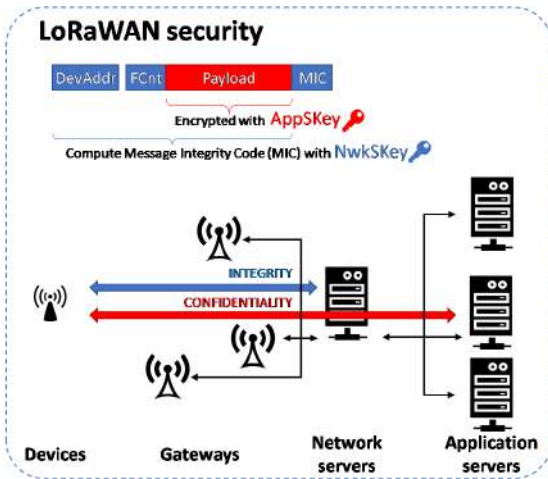 LoRaWAN security
DevAddr FCnt Payload MIC
Encrypted with AppSKey
Compute Message Integrity Code (MIC) with NwkSKey
INTEGRITY
CONFIDENTIALITY
Devices Gateways Network servers Application servers